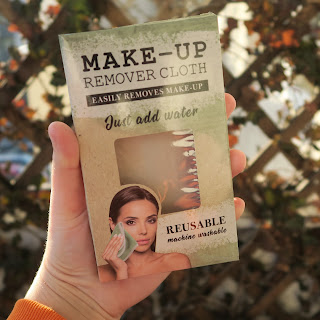 MAKE-UP
REMOVER CLOTH
EASILY REMOVES MAKE-UP
Just add water
REUSABLE
machine washable